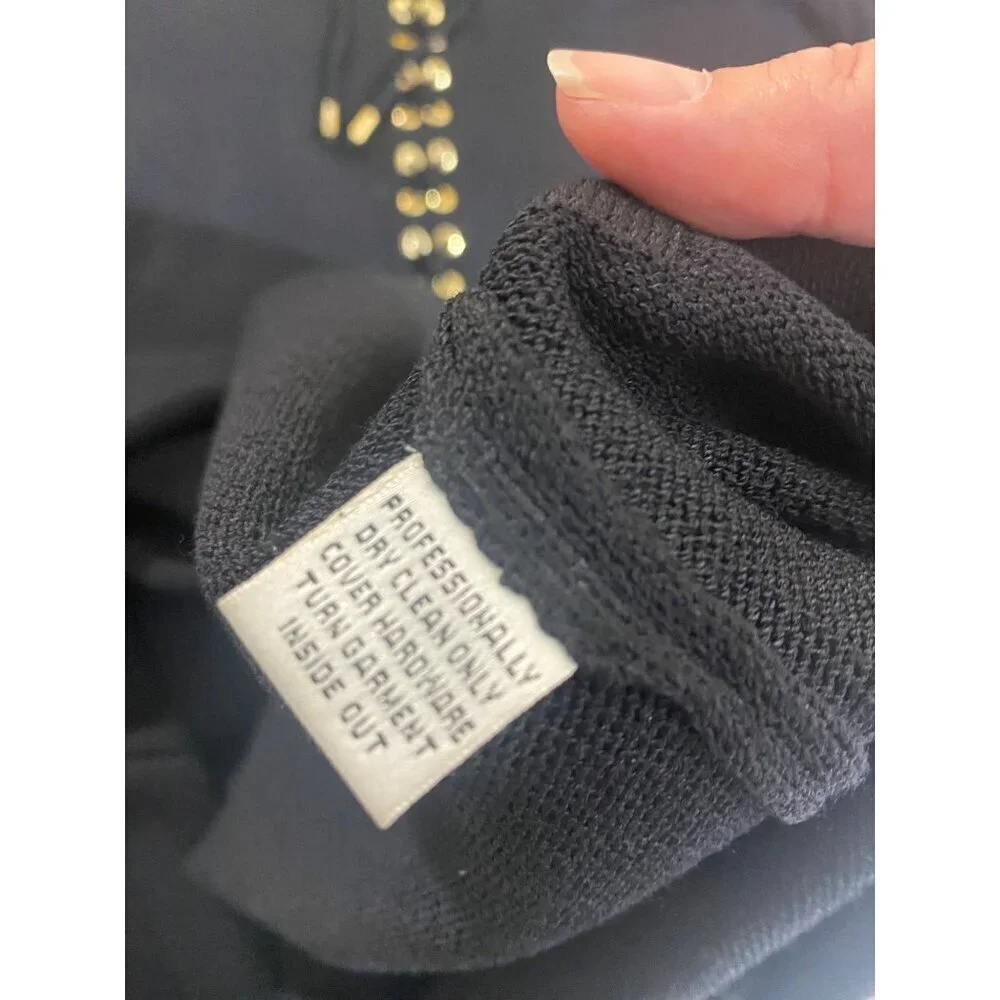 PROFESSIONALLY
DRY CLEAN ONLY
COVER HARDWARE
TURN GARMENT
INSIDE OUT